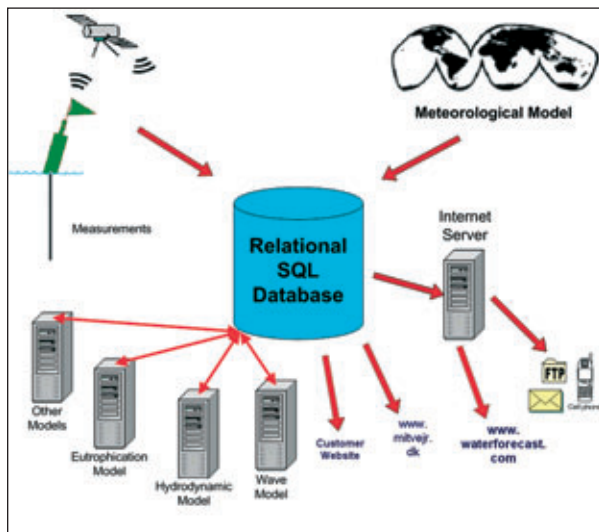 Meteorological Model
Measurements
Relational
SQL
Database
Internet
Server
Other
Models
Eutrophication
Model
Hydrodynamic
Model
Wave
Model
Customer
Website
www.
mitvejr.
dk
www.
waterforecast.
com
FTP
Cellphone